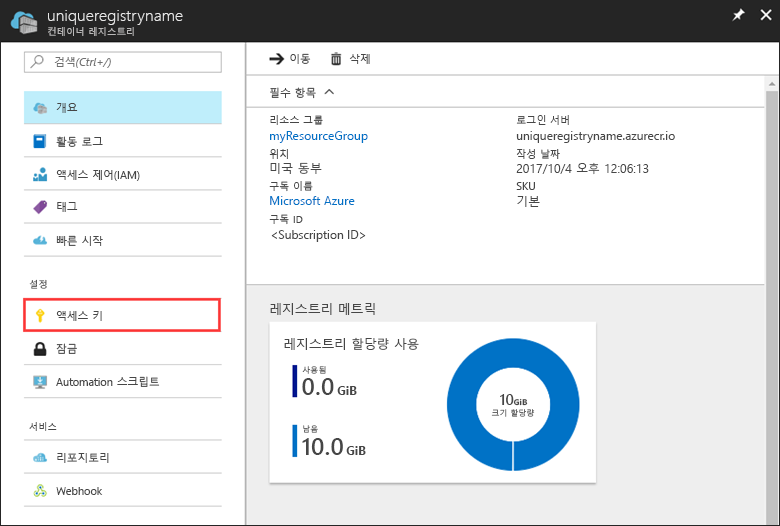 uniqueregistryname
컨테이너 레지스트리
검색(Ctrl+/)
개요
활동 로그
액세스 제어(IAM)
태그
빠른 시작
설정
액세스 키
잠금
Automation 스크립트
서비스
리포지토리
Webhook
이동
삭제
필수 항목
리소스 그룹
myResourceGroup
위치
미국 동부
구독 이름
Microsoft Azure
구독 ID
<Subscription ID>
로그인 서버
uniqueregistryname.azurecr.io
작성 날짜
2017/10/4 오후 12:06:13
SKU
기본
레지스트리 메트릭
레지스트리 할당량 사용
사용됨
0.0 GiB
남음
10.0 GiB
10GiB
크기 할당량